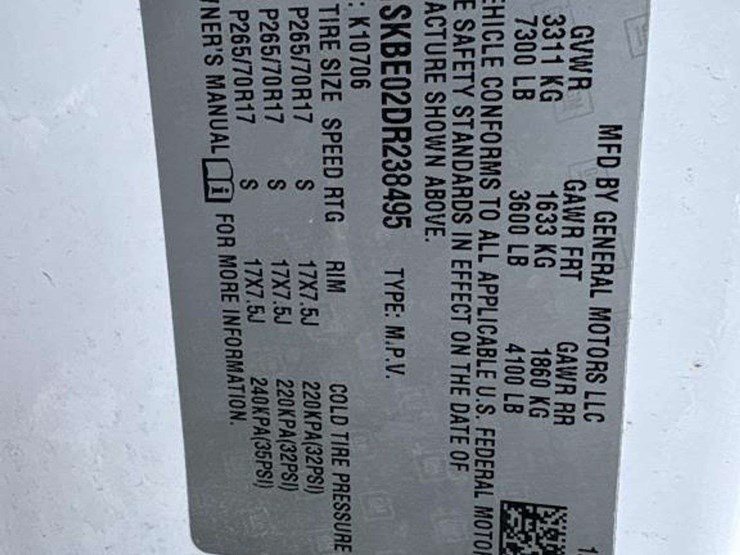 MFD BY GENERAL MOTORS LLC
GVWR GAWR FRT GAWR RR
3311 KG 1633 KG 1860 KG
7300 LB 3600 LB 4100 LB
EHICLE CONFORMS TO ALL APPLICABLE U.S. FEDERAL MOTO
E SAFETY STANDARDS IN EFFECT ON THE DATE OF
ACTURE SHOWN ABOVE.
SKBE02DR238495 TYPE: M.P.V.
: K10706
TIRE SIZE SPEED RTG RIM COLD TIRE PRESSURE
P265/70R17 S 17X7.5J 220KPA(32PSI)
P265/70R17 S 17X7.5J 220KPA(32PSI)
P265/70R17 S 17X7.5J 240KPA(35PSI)
NER'S MANUAL i FOR MORE INFORMATION.